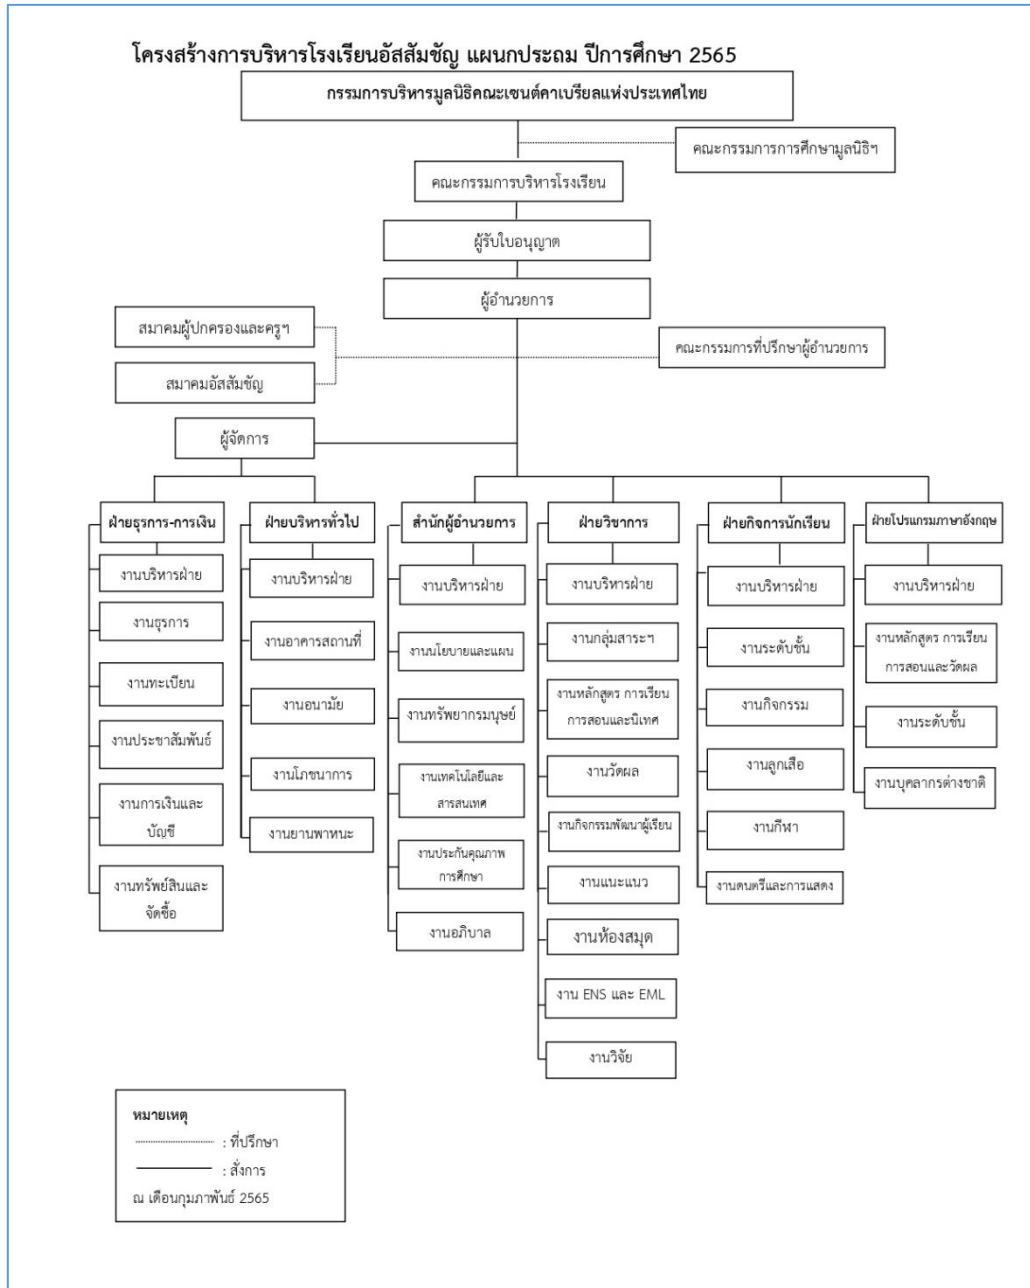 โครงสร้างการบริหารโรงเรียนอัสสัมชัญ แผนกประถม ปีการศึกษา 2565
กรรมการบริหารมูลนิธิคณะเซนต์คาเบรียลแห่งประเทศไทย
คณะกรรมการการศึกษามูลนิธิฯ
คณะกรรมการบริหารโรงเรียน
ผู้รับใบอนุญาต
ผู้อำนวยการ
สมาคมผู้ปกครองและครูฯ
คณะกรรมการที่ปรึกษาผู้อำนวยการ
สมาคมอัสสัมชัญ
ผู้จัดการ
ฝ่ายธุรการ-การเงิน
งานบริหารฝ่าย
งานธุรการ
งานทะเบียน
งานประชาสัมพันธ์
งานการเงินและ
บัญชี
งานทรัพย์สินและ
จัดซื้อ
ฝ่ายบริหารทั่วไป
งานบริหารฝ่าย
งานอาคารสถานที่
งานอนามัย
งานโภชนาการ
งานยานพาหนะ
สำนักผู้อำนวยการ
งานบริหารฝ่าย
งานนโยบายและแผน
งานทรัพยากรมนุษย์
งานเทคโนโลยีและ
สารสนเทศ
งานประกันคุณภาพ
การศึกษา
งานอภิบาล
ฝ่ายวิชาการ
งานบริหารฝ่าย
งานกลุ่มสาระฯ
งานหลักสูตร การเรียน
การสอนและนิเทศ
งานวัดผล
งานกิจกรรมพัฒนาผู้เรียน
งานแนะแนว
งานห้องสมุด
งาน ENS และ EML
งานวิจัย
ฝ่ายกิจการนักเรียน
งานบริหารฝ่าย
งานระดับชั้น
งานกิจกรรม
งานลูกเสือ
งานกีฬา
งานดนตรีและการแสดง
ฝ่ายโปรแกรมภาษาอังกฤษ
งานบริหารฝ่าย
งานหลักสูตร การเรียน
การสอนและวัดผล
งานระดับชั้น
งานบุคลากรต่างชาติ
หมายเหตุ
: ที่ปรึกษา
: สั่งการ
ณ เดือนกุมภาพันธ์ 2565